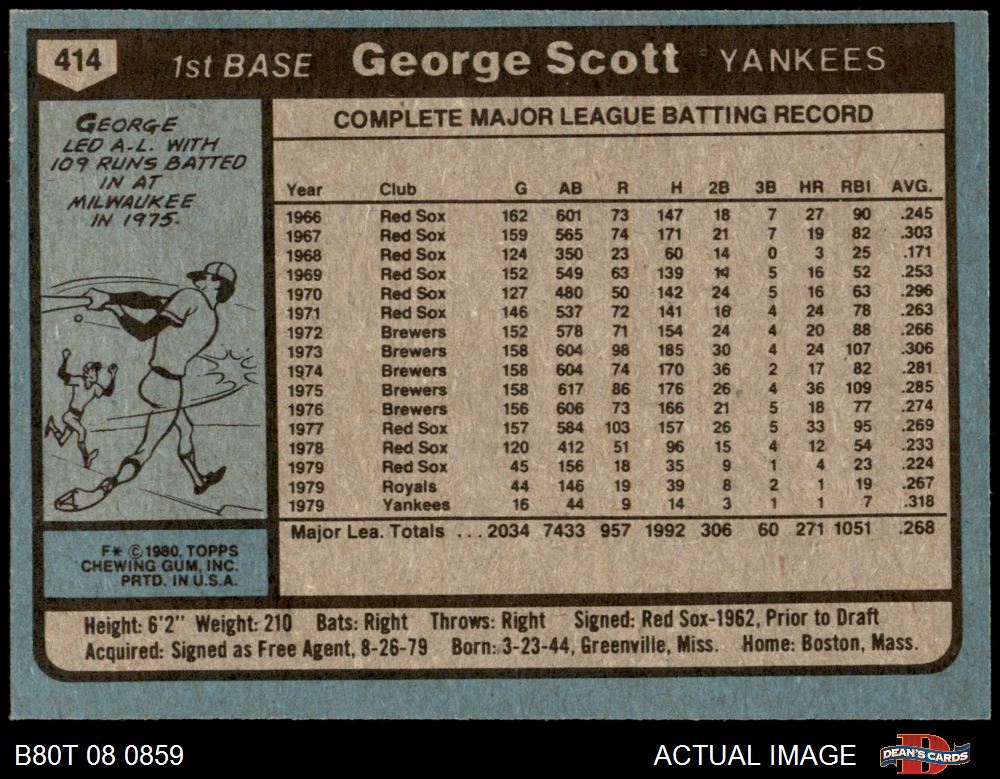 414 1st BASE George Scott YANKEES
GEORGE
LED A-L. WITH
109 RUNS BATTED
IN AT
MILWAUKEE
IN 1975.
COMPLETE MAJOR LEAGUE BATTING RECORD
Year Club G AB R H 2B 3B HR RBI AVG.
1966 Red Sox 162 601 73 147 18 7 27 90 .245
1967 Red Sox 159 565 74 171 21 7 19 82 .303
1968 Red Sox 124 350 23 60 14 0 3 25 .171
1969 Red Sox 152 549 63 139 14 5 16 52 .253
1970 Red Sox 127 480 50 142 24 5 16 63 .296
1971 Red Sox 146 537 72 141 16 4 24 78 .263
1972 Brewers 152 578 71 154 24 4 20 88 .266
1973 Brewers 158 604 98 185 30 4 24 107 .306
1974 Brewers 158 604 74 170 36 2 17 82 .281
1975 Brewers 158 617 86 176 26 4 36 109 .285
1976 Brewers 156 606 73 166 21 5 18 77 .274
1977 Red Sox 157 584 103 157 26 5 33 95 .269
1978 Red Sox 120 412 51 96 15 4 12 54 .233
1979 Red Sox 45 156 18 35 9 1 4 23 .224
1979 Royals 44 146 19 39 8 2 1 19 .267
1979 Yankees 16 44 9 14 3 1 1 7 .318
Major Lea. Totals ... 2034 7433 957 1992 306 60 271 1051 .268
F* © 1980, TOPPS
CHEWING GUM, INC.
PRTD. IN U.S.A.
Height: 6'2" Weight: 210 Bats: Right Throws: Right Signed: Red Sox-1962, Prior to Draft
Acquired: Signed as Free Agent, 8-26-79 Born: 3-23-44, Greenville, Miss. Home: Boston, Mass.
B80T 08 0859 ACTUAL IMAGE D DEAN'S CARDS